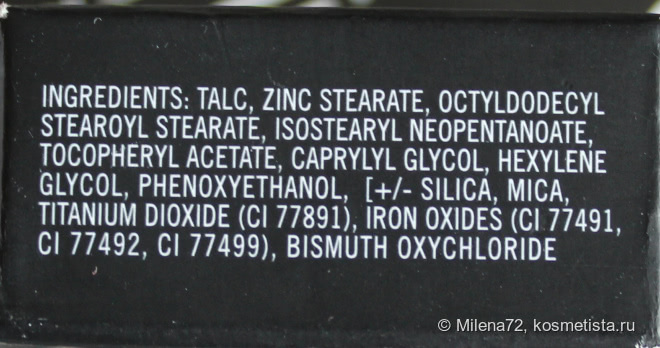 INGREDIENTS: TALC, ZINC STEARATE, OCTYLDODECYL
STEAROYL STEARATE, ISOSTEARYL NEOPENTANOATE,
TOCOPHERYL ACETATE, CAPRYLYL GLYCOL, HEXYLENE
GLYCOL, PHENOXYETHANOL, [+/- SILICA, MICA,
TITANIUM DIOXIDE (CI 77891), IRON OXIDES (CI 77491,
CI 77492, CI 77499), BISMUTH OXYCHLORIDE
© Milena72, kosmetista.ru